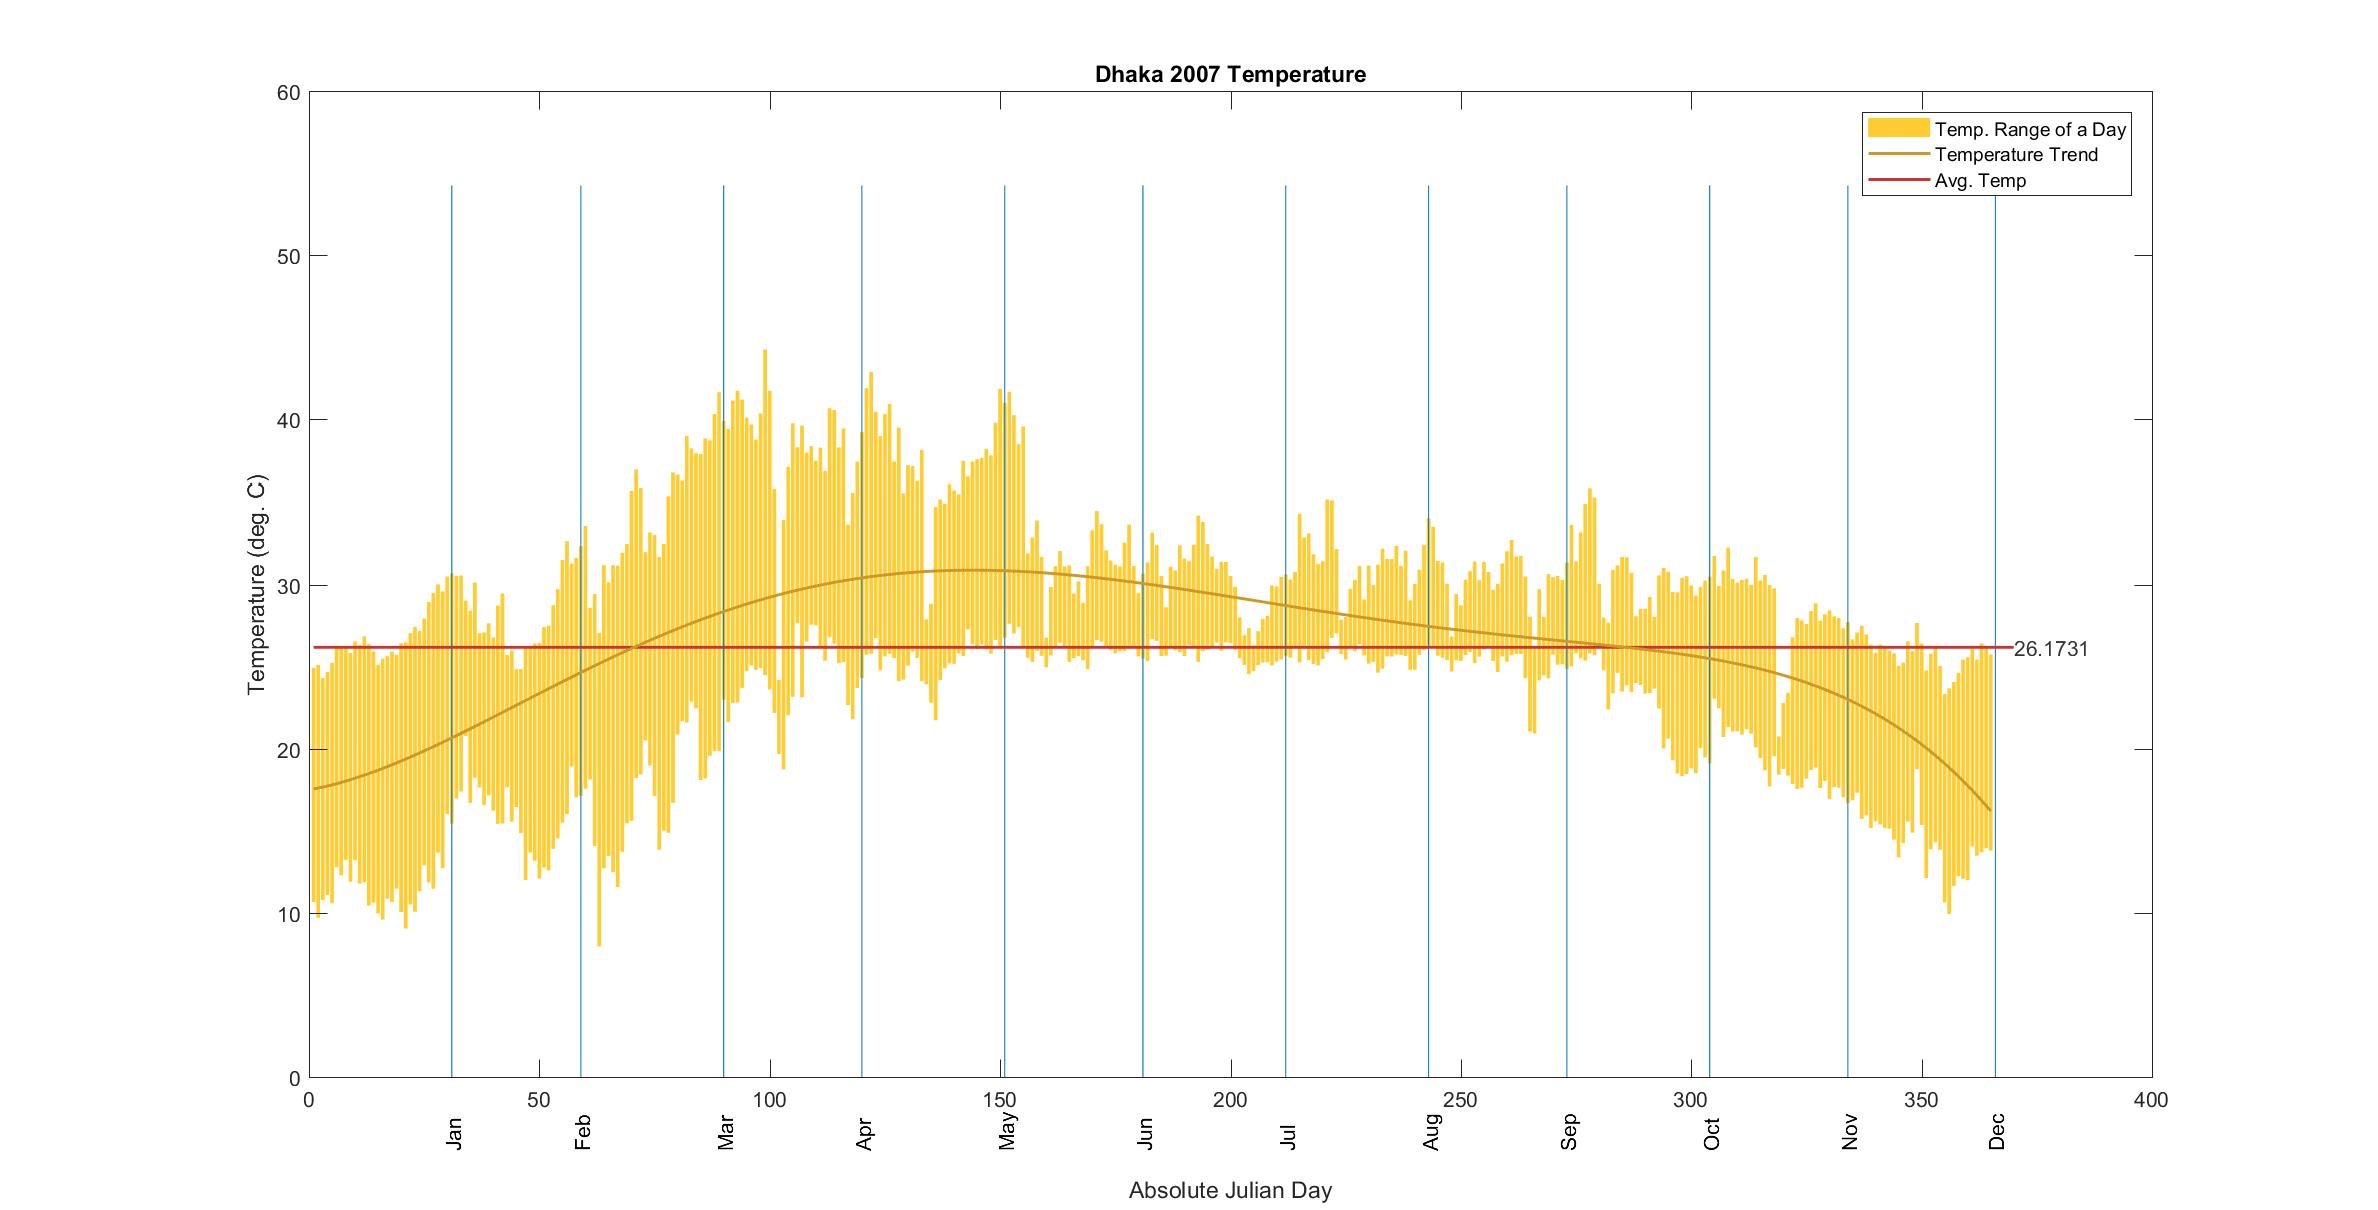 Dhaka 2007 Temperature
60
50
40
30
20
10
0
Temperature (deg. C)
Temp. Range of a Day
Temperature Trend
Avg. Temp
26.1731
0 50 100 150 200 250 300 350 400
Jan Feb Mar Apr May Jun Jul Aug Sep Oct Nov Dec
Absolute Julian Day